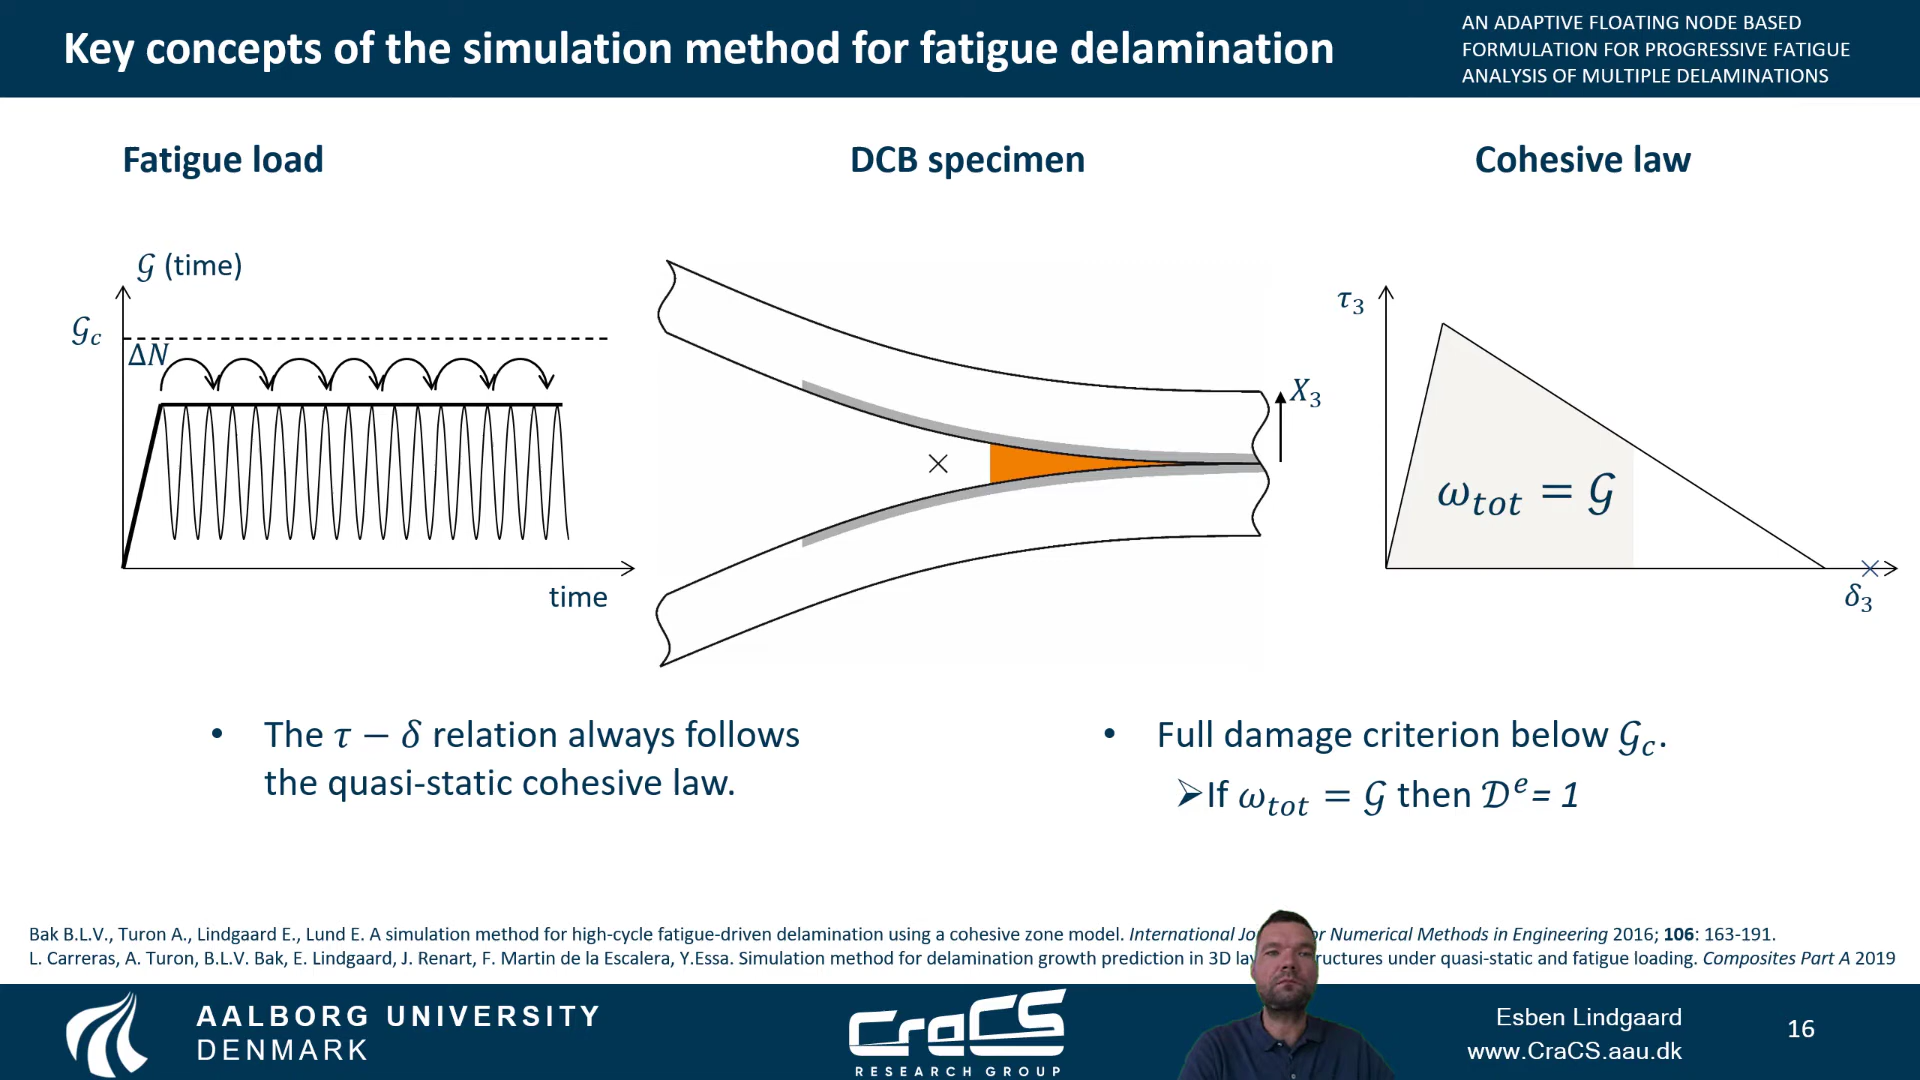 Key concepts of the simulation method for fatigue delamination
AN ADAPTIVE FLOATING NODE BASED
FORMULATION FOR PROGRESSIVE FATIGUE
ANALYSIS OF MULTIPLE DELAMINATIONS
Fatigue load
DCB specimen
Cohesive law
𝒢 (time)
𝒢c
ΔN
time
X3
τ3
ωtot = 𝒢
δ3
• The τ − δ relation always follows
the quasi-static cohesive law.
• Full damage criterion below 𝒢c.
➢If ωtot = 𝒢 then 𝒟e= 1
Bak B.L.V., Turon A., Lindgaard E., Lund E. A simulation method for high-cycle fatigue-driven delamination using a cohesive zone model. International Jo r Numerical Methods in Engineering 2016; 106: 163-191.
L. Carreras, A. Turon, B.L.V. Bak, E. Lindgaard, J. Renart, F. Martin de la Escalera, Y.Essa. Simulation method for delamination growth prediction in 3D la ructures under quasi-static and fatigue loading. Composites Part A 2019
AALBORG UNIVERSITY
DENMARK
CraCS
RESEARCH GROUP
Esben Lindgaard
www.CraCS.aau.dk
16